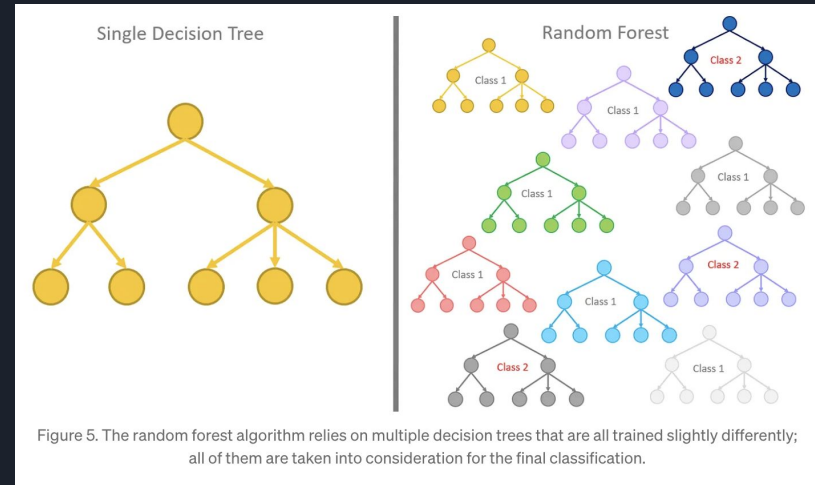 Single Decision Tree
Random Forest
Class 1
Class 2
Class 1
Class 1
Class 1
Class 2
Class 1
Class 1
Class 2
Class 1
Figure 5. The random forest algorithm relies on multiple decision trees that are all trained slightly differently;
all of them are taken into consideration for the final classification.